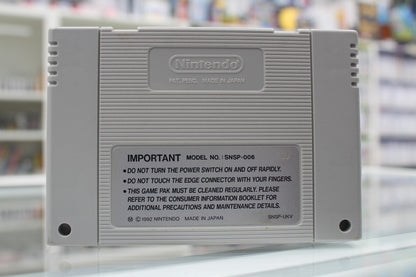 Nintendo
PAT. PEND. MADE IN JAPAN
IMPORTANT MODEL NO.: SNSP-006
•DO NOT TURN THE POWER SWITCH ON AND OFF RAPIDLY.
•DO NOT TOUCH THE EDGE CONNECTOR WITH YOUR FINGERS.
•THIS GAME PAK MUST BE CLEANED REGULARLY. PLEASE
REFER TO THE CONSUMER INFORMATION BOOKLET FOR
ADDITIONAL PRECAUTIONS AND MAINTENANCE DETAILS.
Ⓜ ©1992 NINTENDO MADE IN JAPAN SNSP-UKV